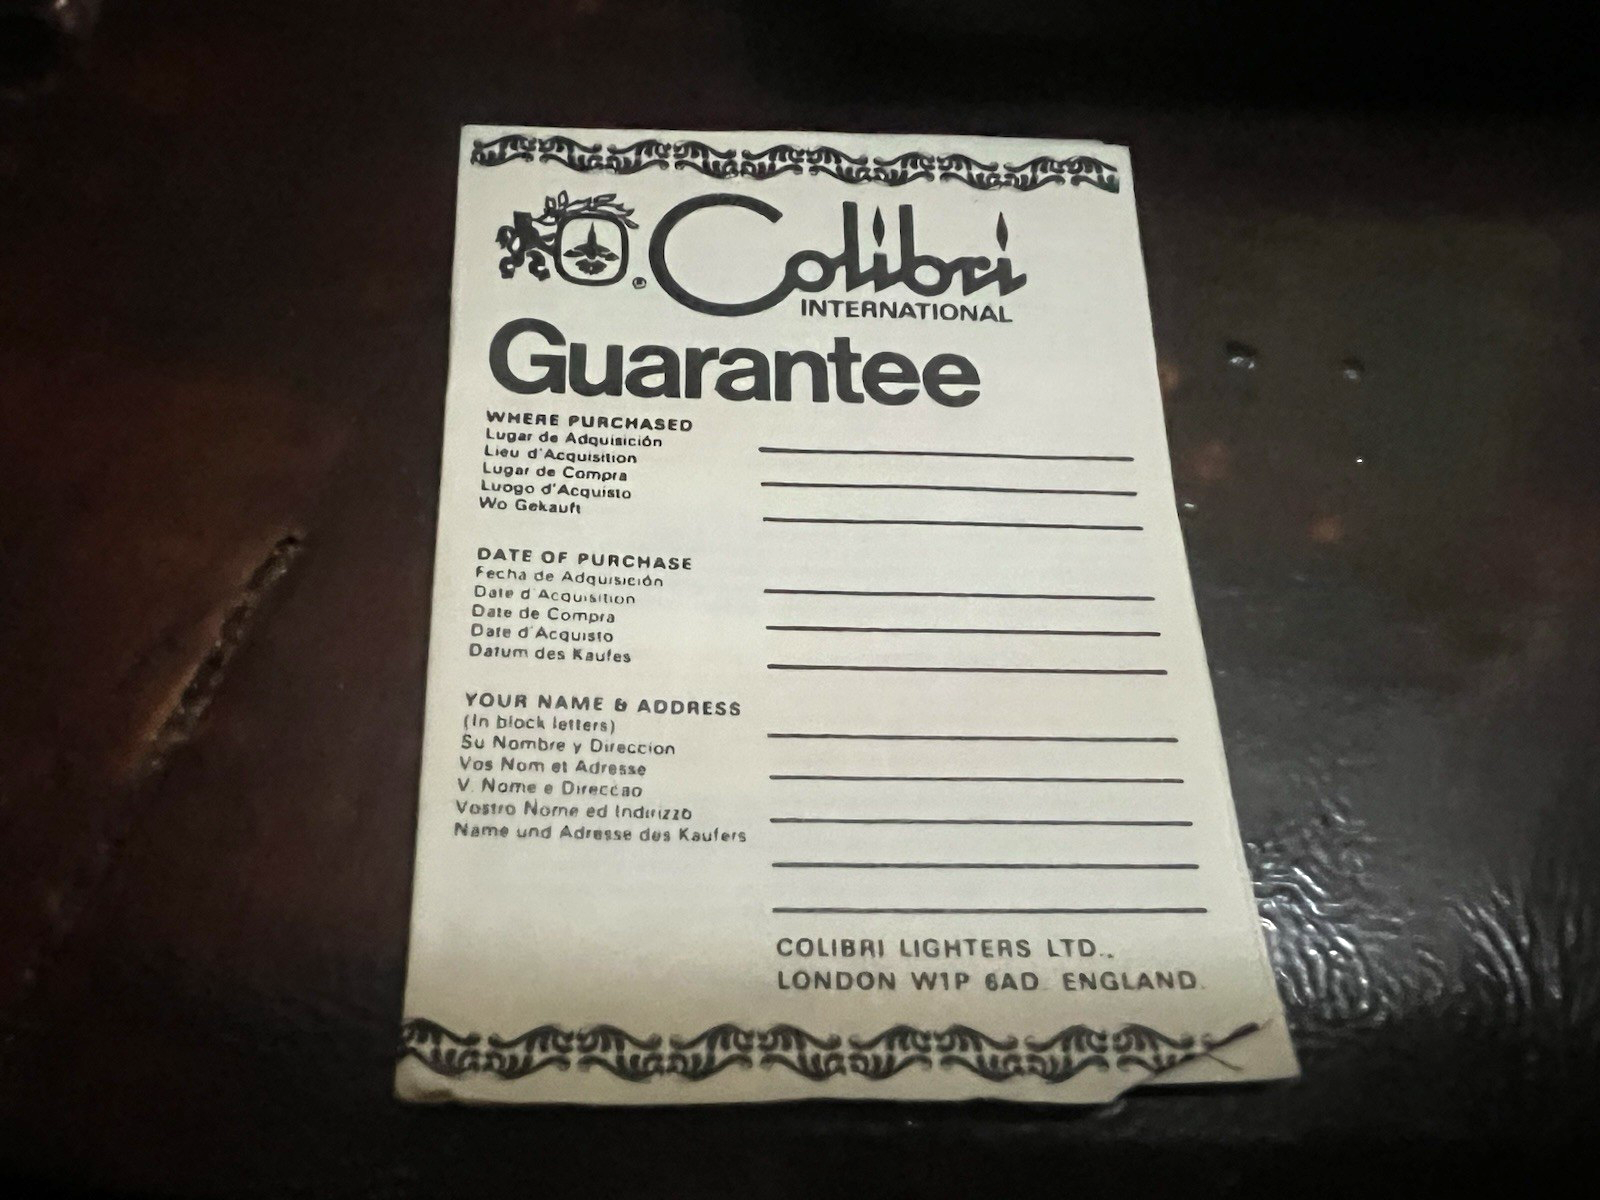 Colibri
INTERNATIONAL
Guarantee
WHERE PURCHASED
Lugar de Adquisición
Lieu d'Acquisition
Lugar de Compra
Luogo d'Acquisto
Wo Gekauft
DATE OF PURCHASE
Fecha de Adquisición
Date d'Acquisition
Date de Compra
Date d'Acquisto
Datum des Kaufes
YOUR NAME & ADDRESS
(In block letters)
Su Nombre y Direccion
Vos Nom et Adresse
V. Nome e Direccao
Vostro Nome ed Indirizzo
Name und Adresse des Kaufers
COLIBRI LIGHTERS LTD.,
LONDON W1P 6AD. ENGLAND.